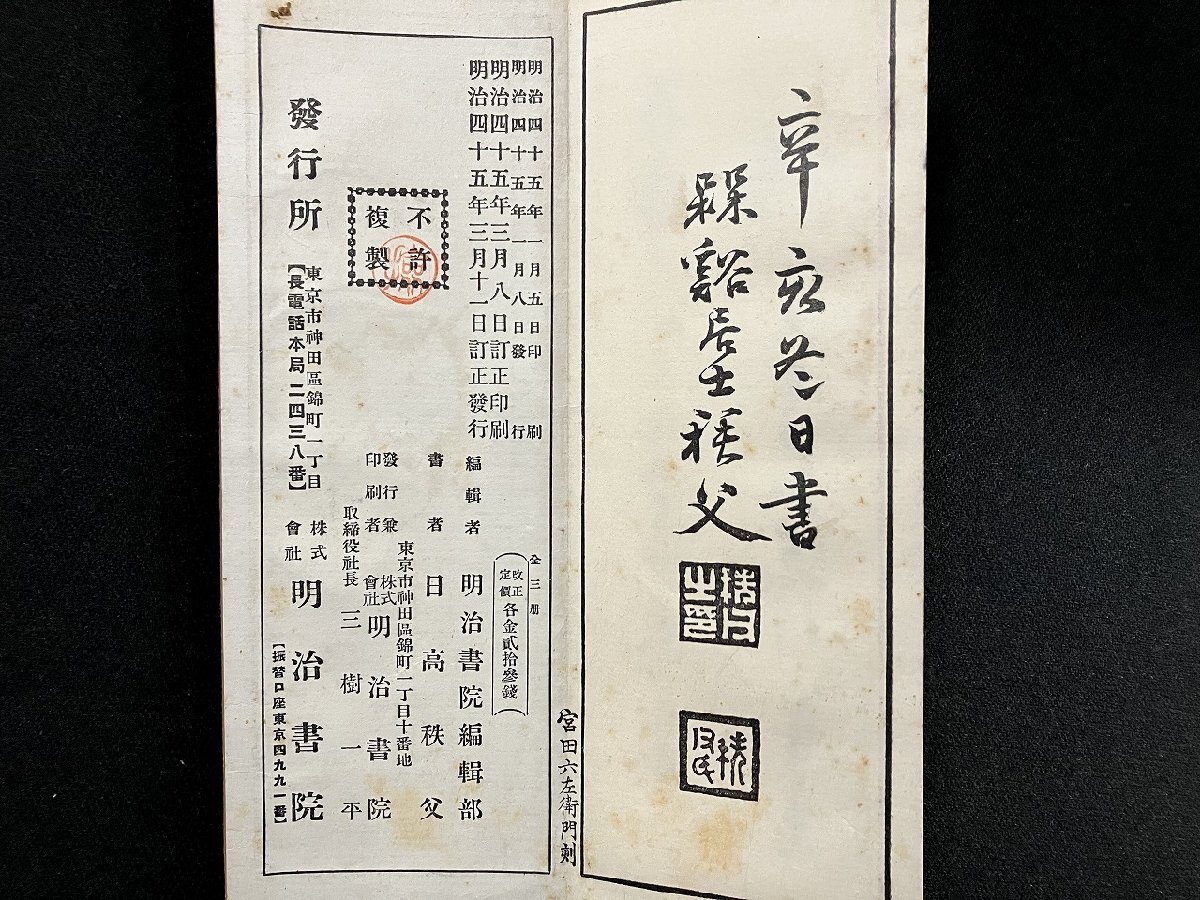 辛亥冬日書
槑谿居士秩父
宮田六左衛門刻
明治四十五年一月五日印刷
明治四十五年一月八日發行
明治四十五年三月八日訂正印刷
明治四十五年三月十一日訂正發行
全三册
改正定價 各金貳拾參錢
不許
複製
編輯者 明治書院編輯部
書者 日高秩父
東京市神田區錦町一丁目十番地
發行兼印刷者 株式會社 明治書院
取締役社長 三樹一平
發行所 東京市神田區錦町一丁目
【長電話本局二四三八番】
株式會社 明治書院
【振替口座東京四九九一番】